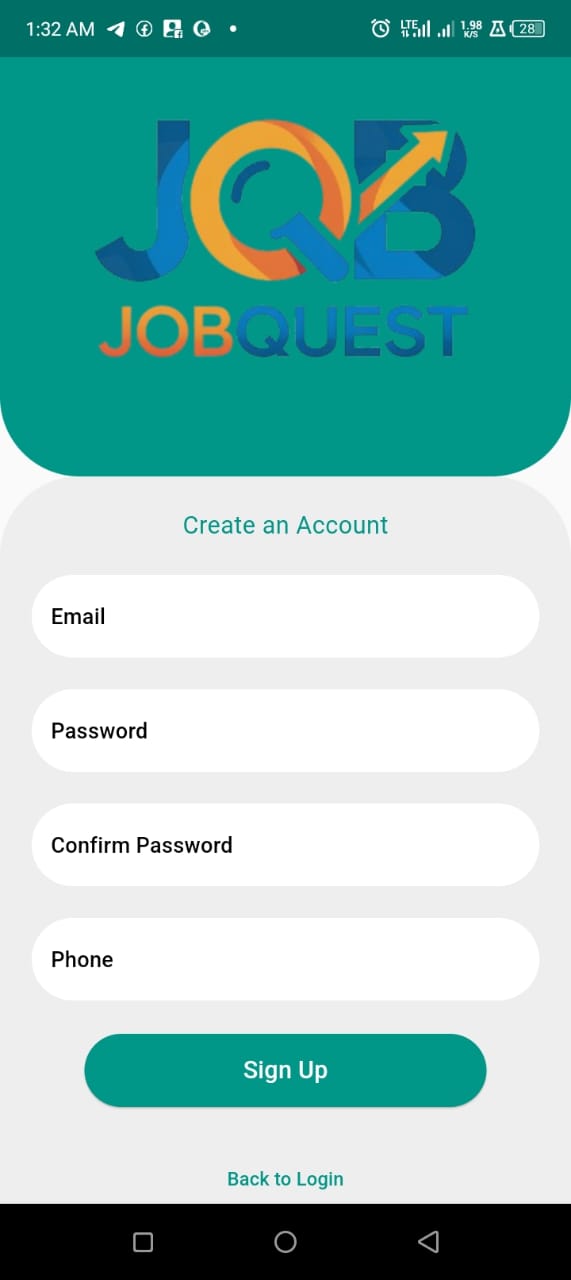 1:32 AM
LTE
1.98
K/S
28
JOB
JOBQUEST
Create an Account
Email
Password
Confirm Password
Phone
Sign Up
Back to Login